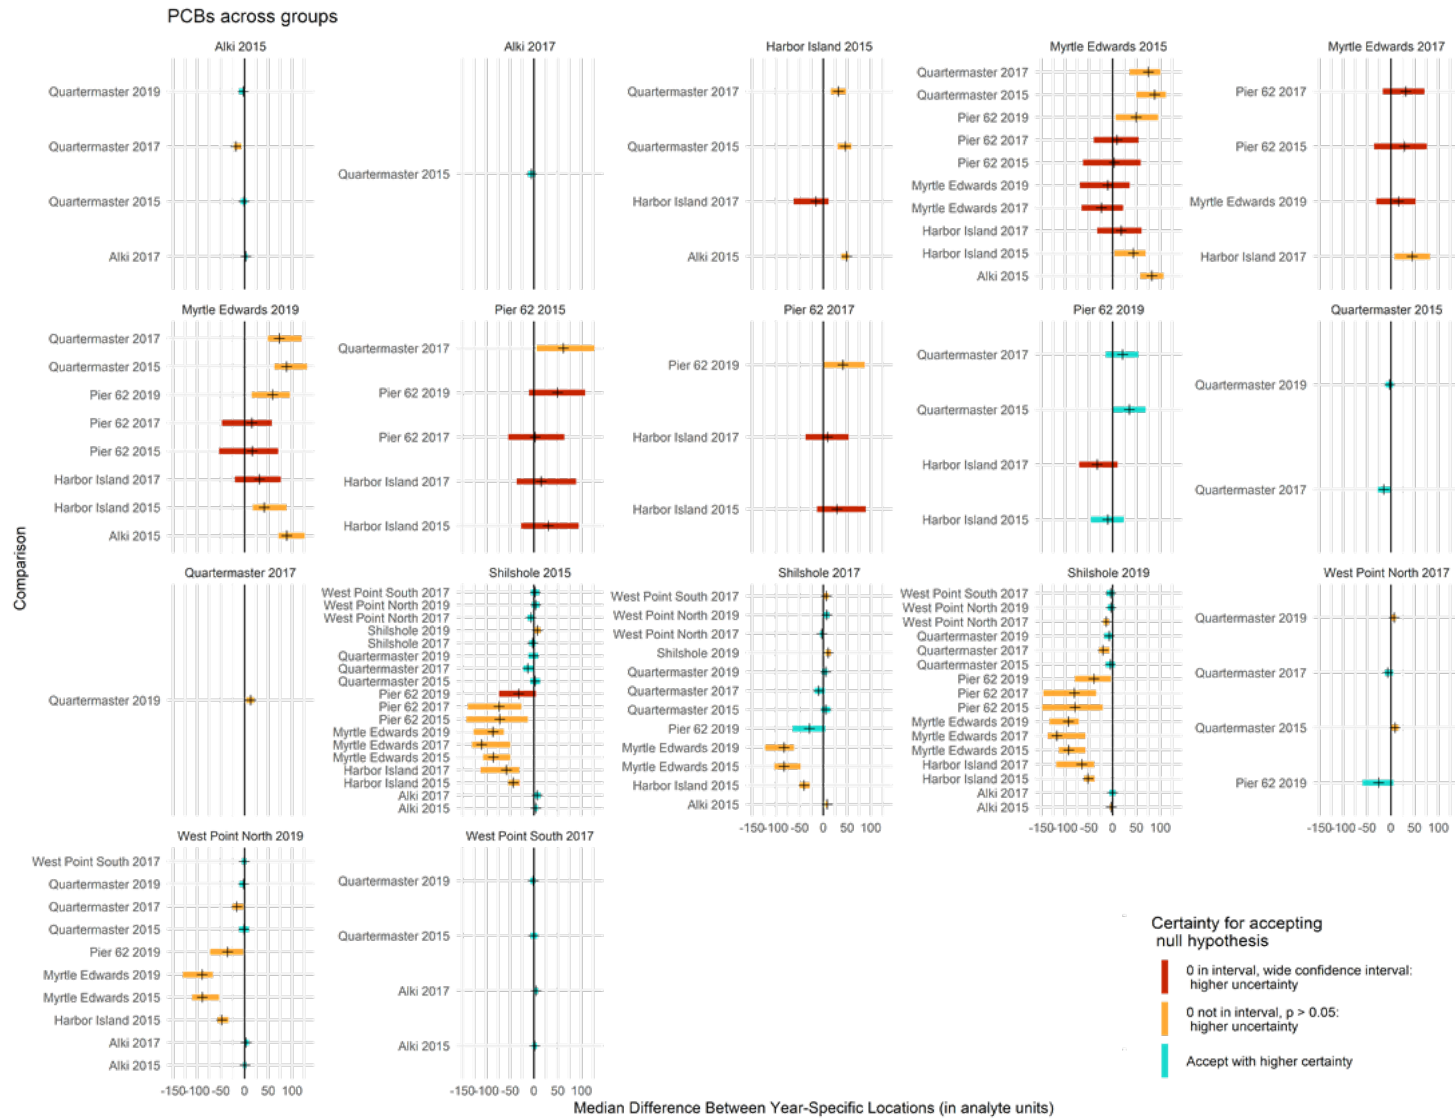 PCBs across groups
Alki 2015
Quartermaster 2019
Quartermaster 2017
Quartermaster 2015
Alki 2017
Alki 2017
Quartermaster 2015
Harbor Island 2015
Quartermaster 2017
Quartermaster 2015
Harbor Island 2017
Alki 2015
Myrtle Edwards 2015
Quartermaster 2017
Quartermaster 2015
Pier 62 2019
Pier 62 2017
Pier 62 2015
Myrtle Edwards 2019
Myrtle Edwards 2017
Harbor Island 2017
Harbor Island 2015
Alki 2015
Myrtle Edwards 2017
Pier 62 2017
Pier 62 2015
Myrtle Edwards 2019
Harbor Island 2017
Myrtle Edwards 2019
Quartermaster 2017
Quartermaster 2015
Pier 62 2019
Pier 62 2017
Pier 62 2015
Harbor Island 2017
Harbor Island 2015
Alki 2015
Pier 62 2015
Quartermaster 2017
Pier 62 2019
Pier 62 2017
Harbor Island 2017
Harbor Island 2015
Pier 62 2017
Pier 62 2019
Harbor Island 2017
Harbor Island 2015
Pier 62 2019
Quartermaster 2017
Quartermaster 2015
Harbor Island 2017
Harbor Island 2015
Quartermaster 2015
Quartermaster 2019
Quartermaster 2017
Comparison
Quartermaster 2017
Quartermaster 2019
Shilshole 2015
West Point South 2017
West Point North 2019
West Point North 2017
Shilshole 2019
Shilshole 2017
Quartermaster 2019
Quartermaster 2017
Quartermaster 2015
Pier 62 2019
Pier 62 2017
Pier 62 2015
Myrtle Edwards 2019
Myrtle Edwards 2017
Myrtle Edwards 2015
Harbor Island 2017
Harbor Island 2015
Alki 2017
Alki 2015
Shilshole 2017
West Point South 2017
West Point North 2019
West Point North 2017
Shilshole 2019
Quartermaster 2019
Quartermaster 2017
Quartermaster 2015
Pier 62 2019
Myrtle Edwards 2019
Myrtle Edwards 2015
Harbor Island 2015
Alki 2015
-150-100 -50 0 50 100
Shilshole 2019
West Point South 2017
West Point North 2019
West Point North 2017
Quartermaster 2019
Quartermaster 2017
Quartermaster 2015
Pier 62 2019
Pier 62 2017
Pier 62 2015
Myrtle Edwards 2019
Myrtle Edwards 2017
Myrtle Edwards 2015
Harbor Island 2017
Harbor Island 2015
Alki 2017
Alki 2015
-150-100 -50 0 50 100
West Point North 2017
Quartermaster 2019
Quartermaster 2017
Quartermaster 2015
Pier 62 2019
-150-100 -50 0 50 100
West Point North 2019
West Point South 2017
Quartermaster 2019
Quartermaster 2017
Quartermaster 2015
Pier 62 2019
Myrtle Edwards 2019
Myrtle Edwards 2015
Harbor Island 2015
Alki 2017
Alki 2015
-150-100 -50 0 50 100
West Point South 2017
Quartermaster 2019
Quartermaster 2015
Alki 2017
Alki 2015
-150-100 -50 0 50 100
Median Difference Between Year-Specific Locations (in analyte units)
Certainty for accepting
null hypothesis
0 in interval, wide confidence interval:
higher uncertainty
0 not in interval, p > 0.05:
higher uncertainty
Accept with higher certainty